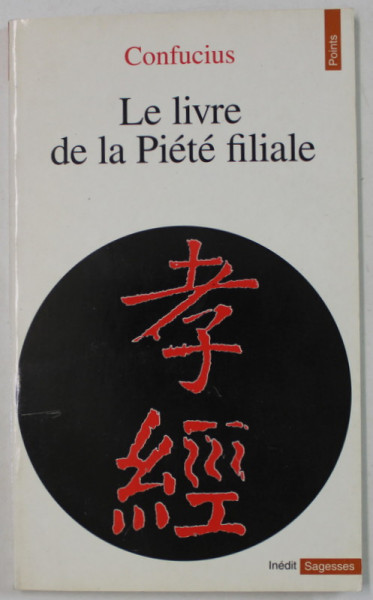 Points
Confucius
Le livre
de la Piété filiale
孝
經
Inédit Sagesses